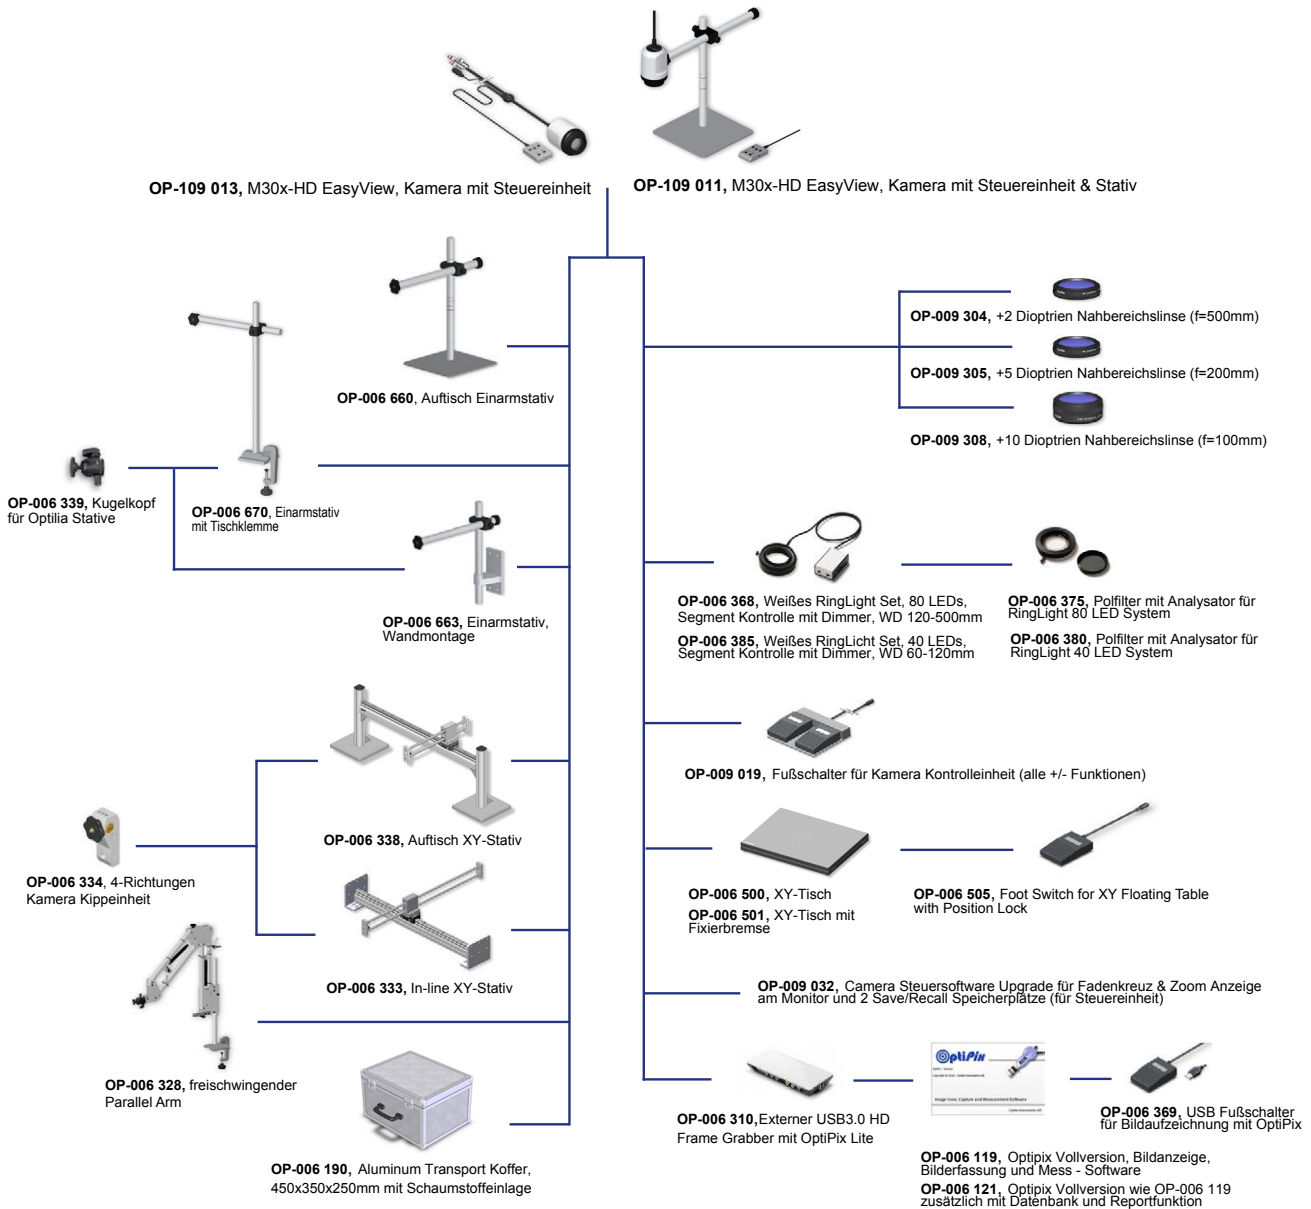 OP-109 013, M30x-HD EasyView, Kamera mit Steuereinheit
OP-109 011, M30x-HD EasyView, Kamera mit Steuereinheit & Stativ
OP-006 660, Auftisch Einarmstativ
OP-006 339, Kugelkopf
für Optilia Stative
OP-006 670, Einarmstativ
mit Tischklemme
OP-006 663, Einarmstativ,
Wandmontage
OP-006 338, Auftisch XY-Stativ
OP-006 334, 4-Richtungen
Kamera Kippeinheit
OP-006 333, In-line XY-Stativ
OP-006 328, freischwingender
Parallel Arm
OP-006 190, Aluminum Transport Koffer,
450x350x250mm mit Schaumstoffeinlage
OP-009 304, +2 Dioptrien Nahbereichslinse (f=500mm)
OP-009 305, +5 Dioptrien Nahbereichslinse (f=200mm)
OP-009 308, +10 Dioptrien Nahbereichslinse (f=100mm)
OP-006 368, Weißes RingLight Set, 80 LEDs,
Segment Kontrolle mit Dimmer, WD 120-500mm
OP-006 385, Weißes RingLicht Set, 40 LEDs,
Segment Kontrolle mit Dimmer, WD 60-120mm
OP-006 375, Polfilter mit Analysator für
RingLight 80 LED System
OP-006 380, Polfilter mit Analysator für
RingLight 40 LED System
OP-009 019, Fußschalter für Kamera Kontrolleinheit (alle +/- Funktionen)
OP-006 500, XY-Tisch
OP-006 501, XY-Tisch mit
Fixierbremse
OP-006 505, Foot Switch for XY Floating Table
with Position Lock
OP-009 032, Camera Steuersoftware Upgrade für Fadenkreuz & Zoom Anzeige
am Monitor und 2 Save/Recall Speicherplätze (für Steuereinheit)
OP-006 310,Externer USB3.0 HD
Frame Grabber mit OptiPix Lite
OptiPix
Image View, Capture and Measurement Software
OP-006 119, Optipix Vollversion, Bildanzeige,
Bilderfassung und Mess - Software
OP-006 121, Optipix Vollversion wie OP-006 119
zusätzlich mit Datenbank und Reportfunktion
OP-006 369, USB Fußschalter
für Bildaufzeichnung mit OptiPix